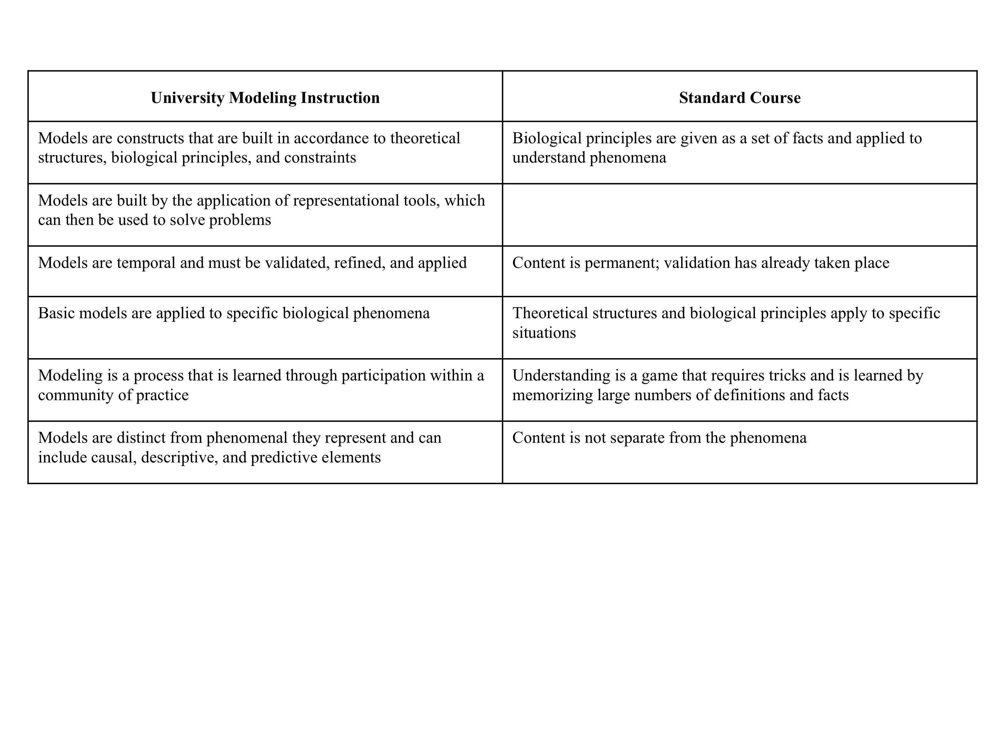 University Modeling Instruction
Standard Course
Models are constructs that are built in accordance to theoretical
structures, biological principles, and constraints
Biological principles are given as a set of facts and applied to
understand phenomena
Models are built by the application of representational tools, which
can then be used to solve problems
Models are temporal and must be validated, refined, and applied
Content is permanent; validation has already taken place
Basic models are applied to specific biological phenomena
Theoretical structures and biological principles apply to specific
situations
Modeling is a process that is learned through participation within a
community of practice
Understanding is a game that requires tricks and is learned by
memorizing large numbers of definitions and facts
Models are distinct from phenomenal they represent and can
include causal, descriptive, and predictive elements
Content is not separate from the phenomena